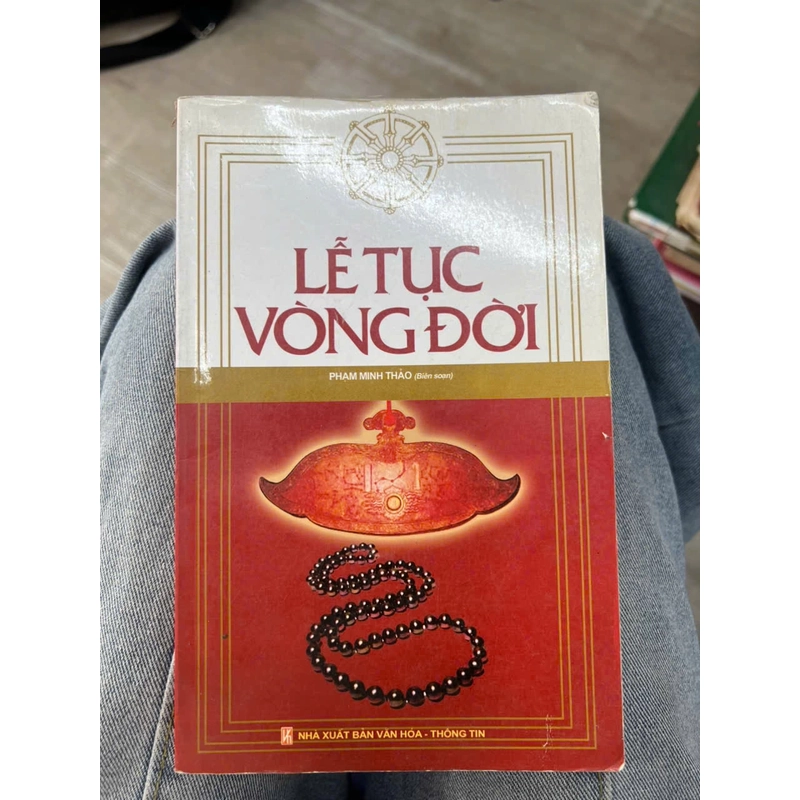 LỄ TỤC
VÒNG ĐỜI
PHẠM MINH THẢO (Biên soạn)
NHÀ XUẤT BẢN VĂN HÓA - THÔNG TIN